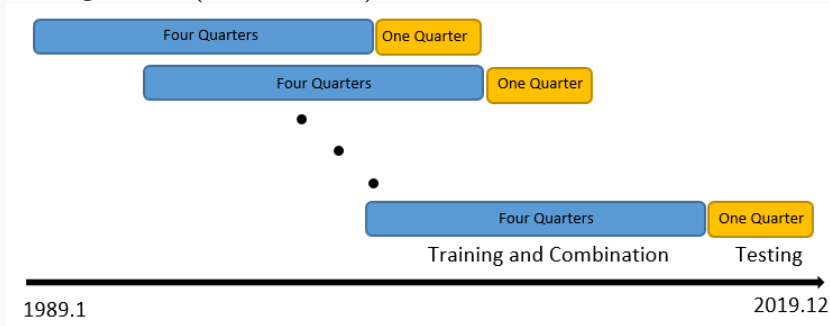 Four Quarters One Quarter
Four Quarters One Quarter
Four Quarters One Quarter
Training and Combination Testing
1989.1 2019.12